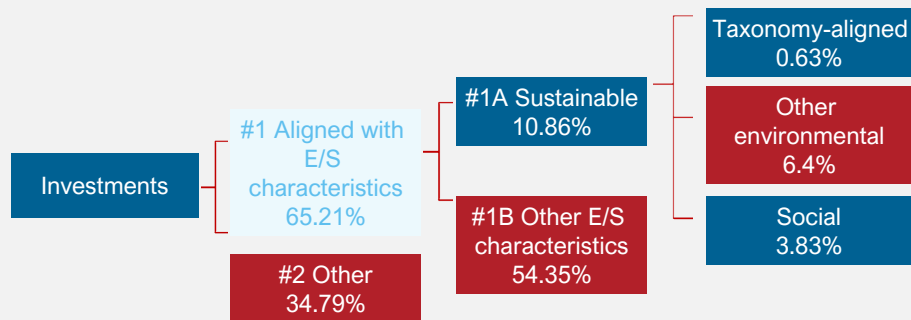 Investments
#1 Aligned with
E/S
characteristics
65.21%
#2 Other
34.79%
#1A Sustainable
10.86%
#1B Other E/S
characteristics
54.35%
Taxonomy-aligned
0.63%
Other
environmental
6.4%
Social
3.83%